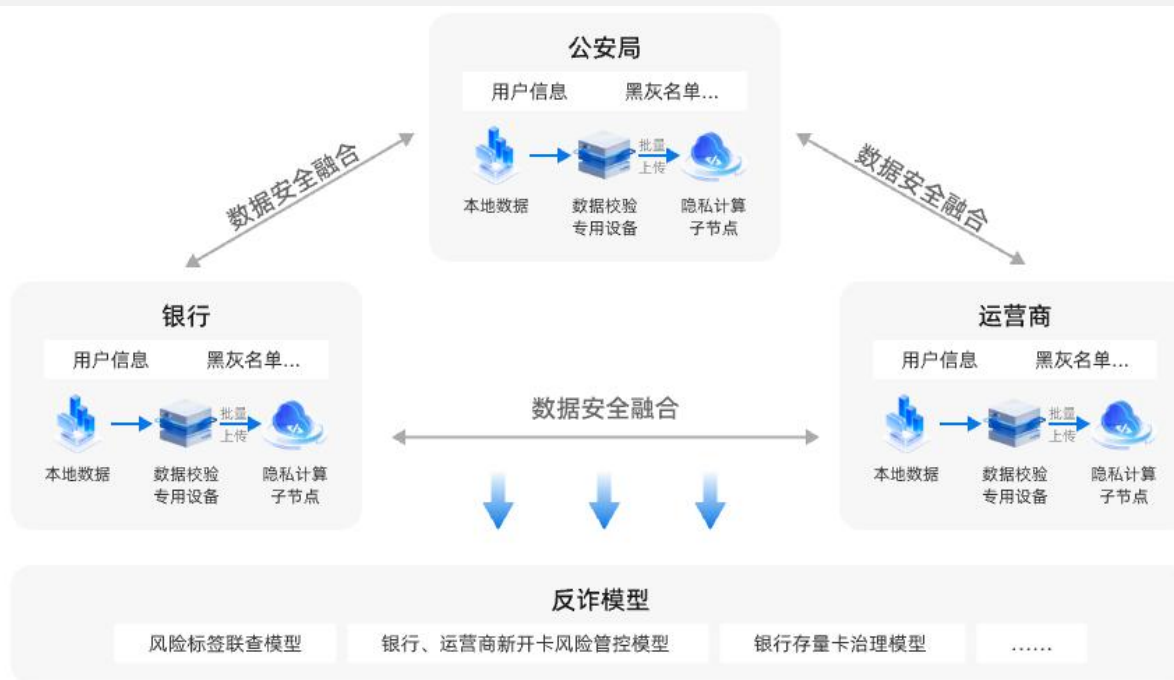 公安局
用户信息 黑灰名单...
批量
上传
本地数据 数据校验 隐私计算
专用设备 子节点
数据安全融合
数据安全融合
银行
用户信息 黑灰名单...
批量
上传
本地数据 数据校验 隐私计算
专用设备 子节点
数据安全融合
运营商
用户信息 黑灰名单...
批量
上传
本地数据 数据校验 隐私计算
专用设备 子节点
反诈模型
风险标签联查模型 银行、运营商新开卡风险管控模型 银行存量卡治理模型 ......